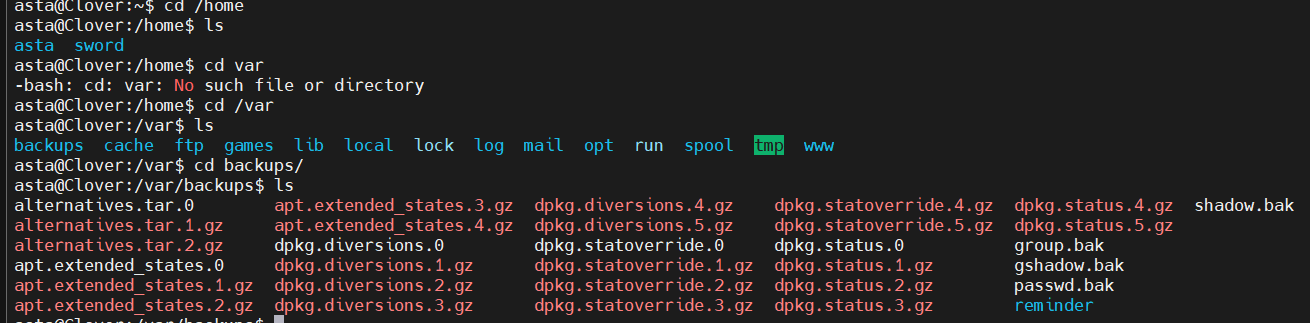 asta@Clover:~$ cd /home
asta@Clover:/home$ ls
asta  sword
asta@Clover:/home$ cd var
-bash: cd: var: No such file or directory
asta@Clover:/home$ cd /var
asta@Clover:/var$ ls
backups  cache  ftp  games  lib  local  lock  log  mail  opt  run  spool  tmp  www
asta@Clover:/var$ cd backups/
asta@Clover:/var/backups$ ls
alternatives.tar.0        apt.extended_states.3.gz  dpkg.diversions.4.gz    dpkg.statoverride.4.gz  dpkg.status.4.gz  shadow.bak
alternatives.tar.1.gz     apt.extended_states.4.gz  dpkg.diversions.5.gz    dpkg.statoverride.5.gz  dpkg.status.5.gz
alternatives.tar.2.gz     dpkg.diversions.0         dpkg.statoverride.0     dpkg.status.0           group.bak
apt.extended_states.0     dpkg.diversions.1.gz      dpkg.statoverride.1.gz  dpkg.status.1.gz        gshadow.bak
apt.extended_states.1.gz  dpkg.diversions.2.gz      dpkg.statoverride.2.gz  dpkg.status.2.gz        passwd.bak
apt.extended_states.2.gz  dpkg.diversions.3.gz      dpkg.statoverride.3.gz  dpkg.status.3.gz        reminder
asta@Clover:/var/backups$